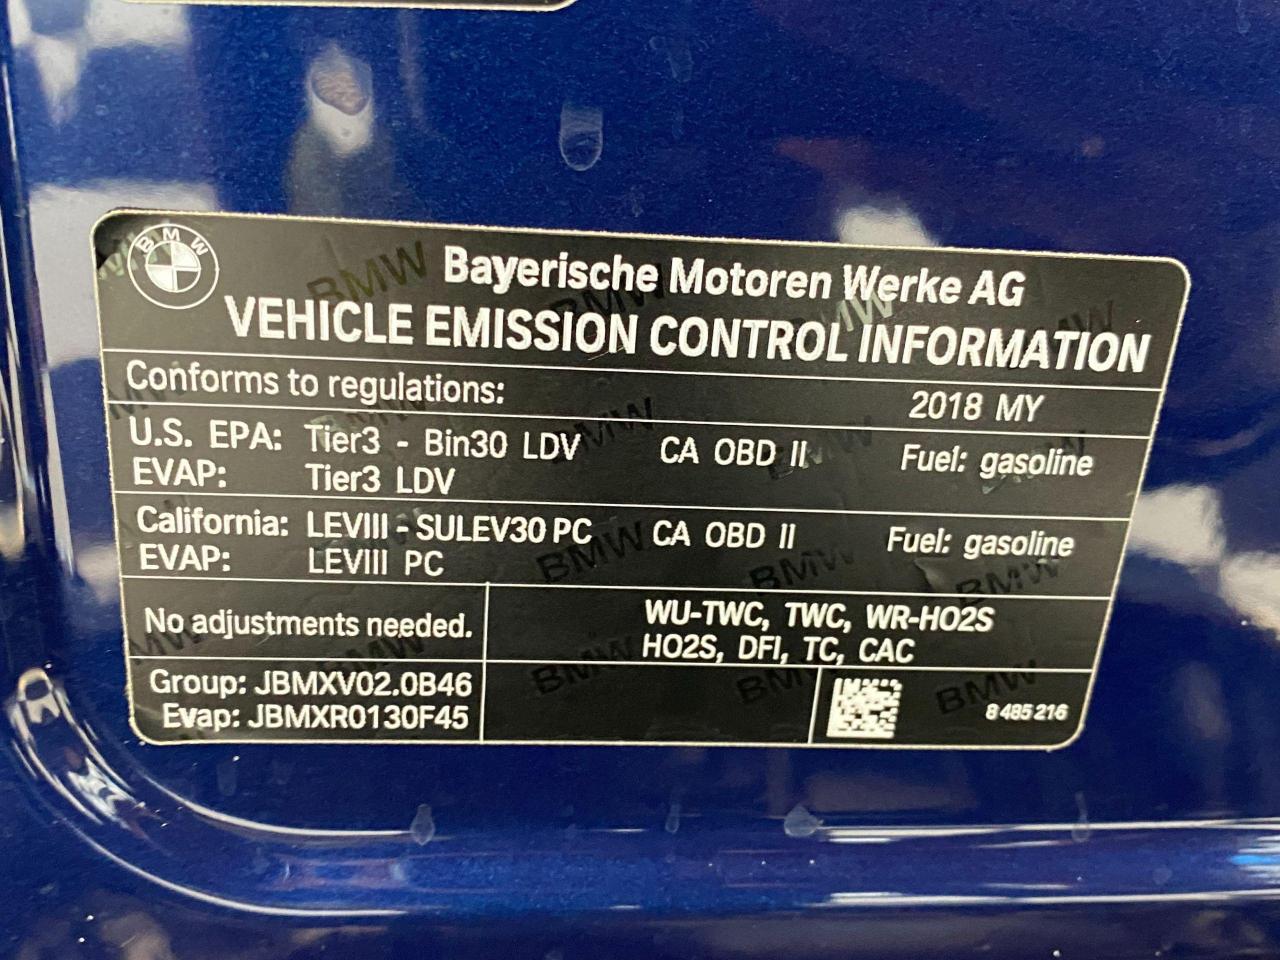 BMW
Bayerische Motoren Werke AG
VEHICLE EMISSION CONTROL INFORMATION
Conforms to regulations: 2018 MY
U.S. EPA: Tier3 - Bin30 LDV CA OBD II Fuel: gasoline
EVAP: Tier3 LDV
California: LEVIII - SULEV30 PC CA OBD II Fuel: gasoline
EVAP: LEVIII PC
No adjustments needed.
WU-TWC, TWC, WR-HO2S
HO2S, DFI, TC, CAC
Group: JBMXV02.0B46
Evap: JBMXR0130F45
8 485 216